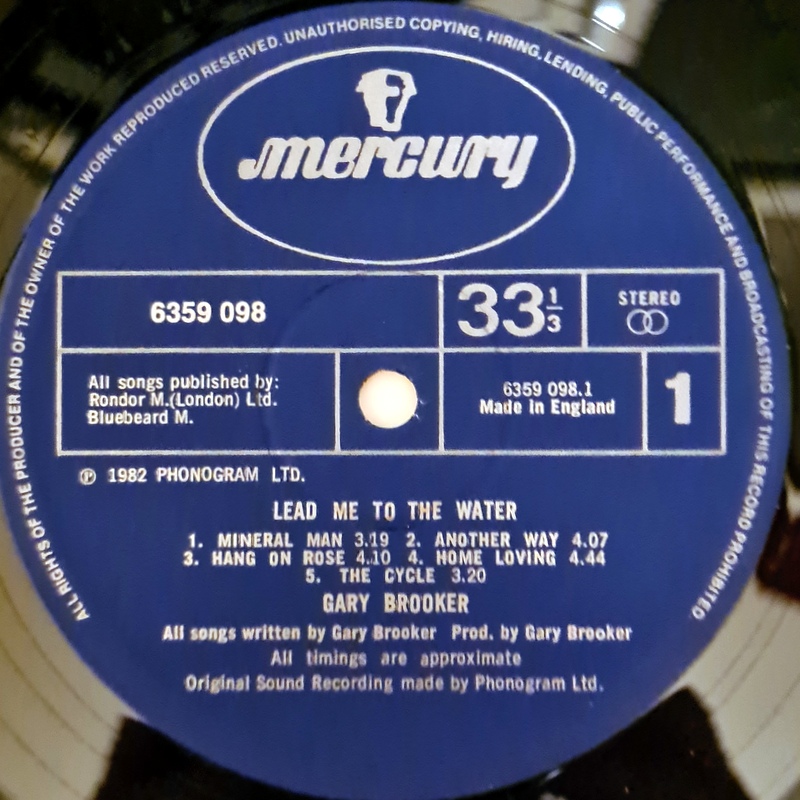 ALL RIGHTS OF THE PRODUCER AND OF THE OWNER OF THE WORK REPRODUCED RESERVED. UNAUTHORISED COPYING, HIRING, LENDING, PUBLIC PERFORMANCE AND BROADCASTING OF THIS RECORD PROHIBITED
mercury
6359 098
33 1/3
STEREO
All songs published by:
Rondor M.(London) Ltd.
Bluebeard M.
6359 098.1
Made in England
1
℗ 1982 PHONOGRAM LTD.
LEAD ME TO THE WATER
1. MINERAL MAN 3.19 2. ANOTHER WAY 4.07
3. HANG ON ROSE 4.10 4. HOME LOVING 4.44
5. THE CYCLE 3.20
GARY BROOKER
All songs written by Gary Brooker Prod. by Gary Brooker
All timings are approximate
Original Sound Recording made by Phonogram Ltd.